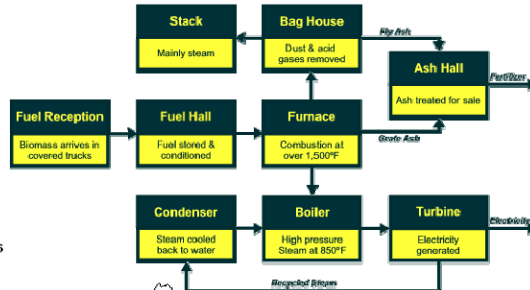 Stack
Mainly steam
Bag House
Dust & acid
gases removed
Fly Ash
Ash Hall
Ash treated for sale
Fertilizer
Fuel Reception
Biomass arrives in
covered trucks
Fuel Hall
Fuel stored &
conditioned
Furnace
Combustion at
over 1,500ºF
Grate Ash
Condenser
Steam cooled
back to water
Boiler
High pressure
Steam at 850ºF
Turbine
Electricity
generated
Electricity
s
Recycled Steam